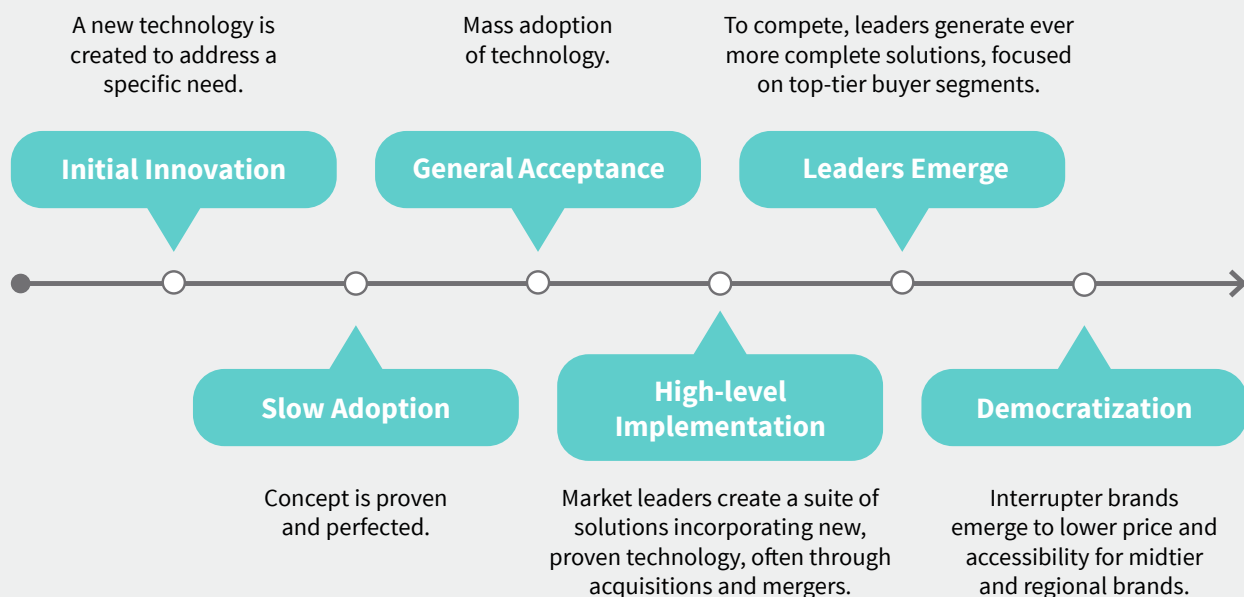 A new technology is
created to address a
specific need.
Initial Innovation
Slow Adoption
Concept is proven
and perfected.
Mass adoption
of technology.
General Acceptance
High-level
Implementation
Market leaders create a suite of
solutions incorporating new,
proven technology, often through
acquisitions and mergers.
To compete, leaders generate ever
more complete solutions, focused
on top-tier buyer segments.
Leaders Emerge
Democratization
Interrupter brands
emerge to lower price and
accessibility for midtier
and regional brands.